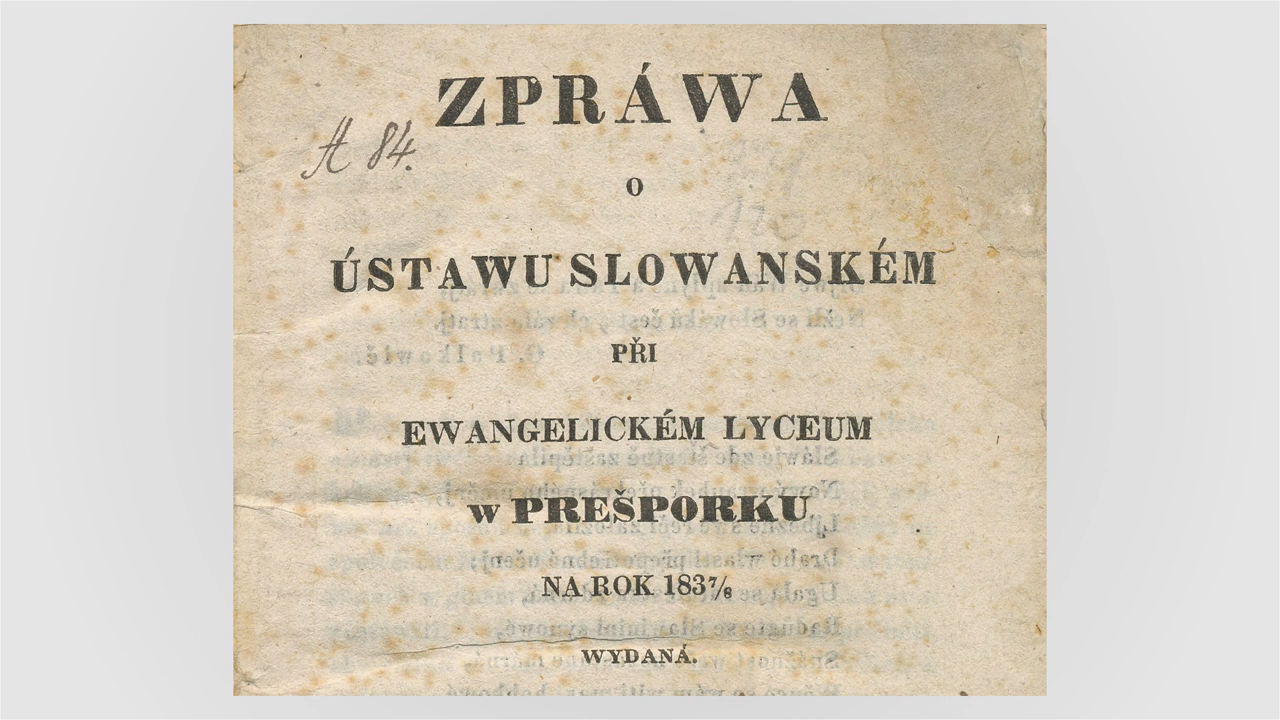 ZPRÁWA
A 84.
O
ÚSTAWU SLOWANSKÉM
PŘI
EWANGELICKÉM LYCEUM
w PREŠPORKU
NA ROK 183⅞
WYDANÁ.